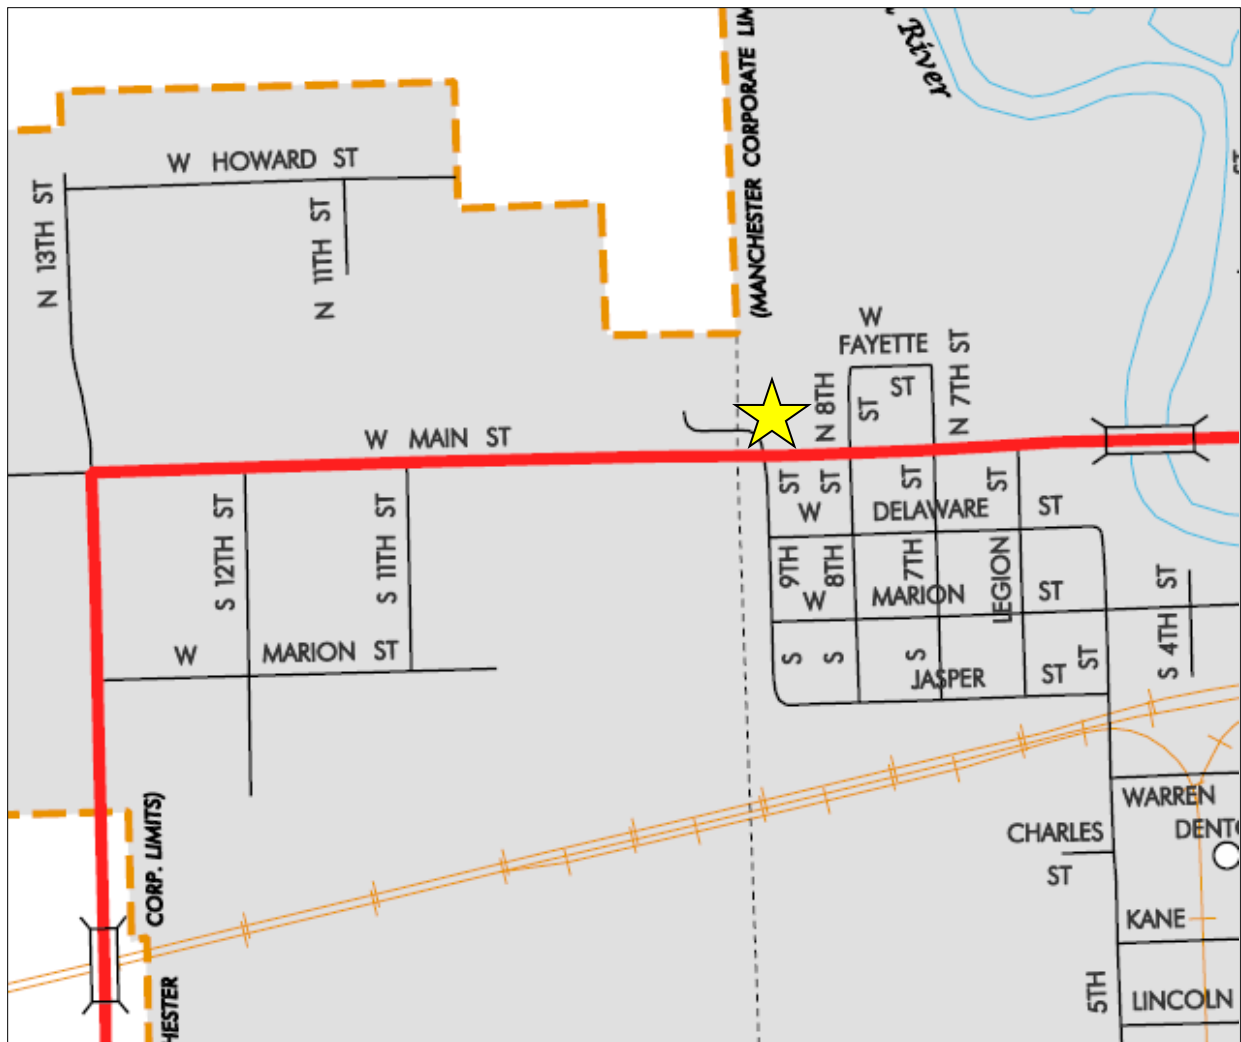 River
(MANCHESTER CORPORATE LIM
W HOWARD ST
N 13TH ST
N 11TH ST
W
FAYETTE
ST
N 8TH
ST
N 7TH ST
W MAIN ST
S 12TH ST
S 11TH ST
W MARION ST
ST
ST
ST
ST
W DELAWARE ST
9TH
8TH
7TH
LEGION
W MARION ST
S
S
S
JASPER ST
ST
S 4TH ST
CORP. LIMITS)
HESTER
WARREN
CHARLES
ST
DENTO
KANE
5TH
LINCOLN